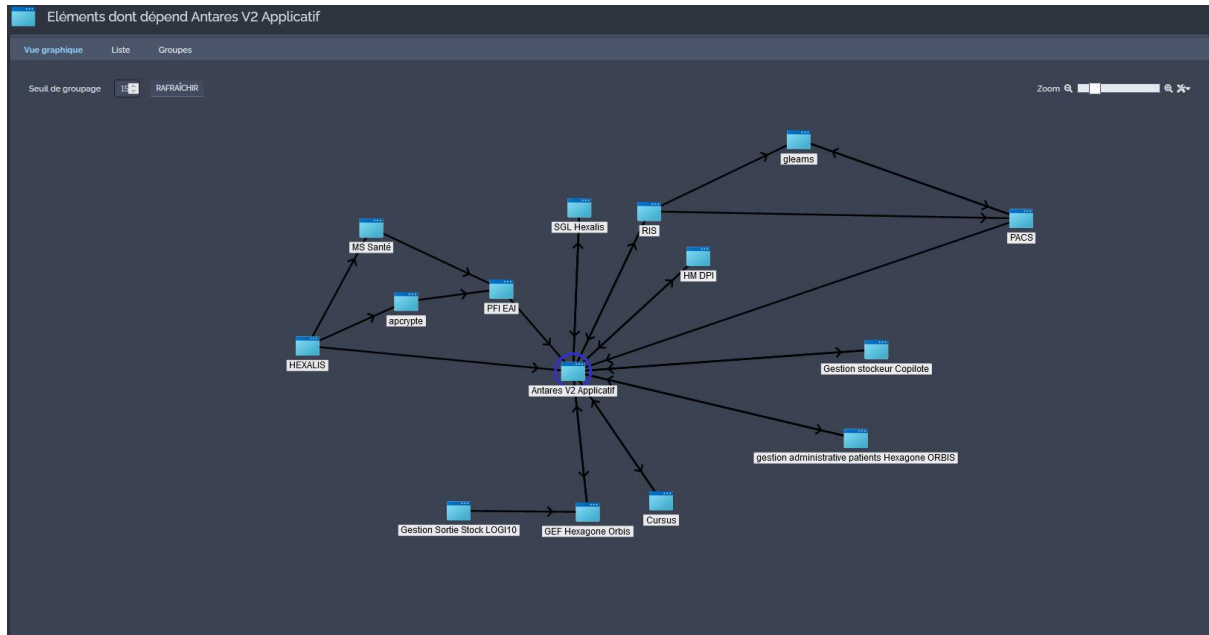 Eléments dont dépend Antares V2 Applicatif
Vue graphique Liste Groupes
Seuil de groupage 15 RAFRAÎCHIR Zoom
gleams
SGL Hexalis
RIS
PACS
MS Santé
HM DPI
PFI EAI
apcrypte
HEXALIS
Gestion stockeur Copilote
Antares V2 Applicatif
gestion administrative patients Hexagone ORBIS
Cursus
Gestion Sortie Stock LOGI10
GEF Hexagone Orbis